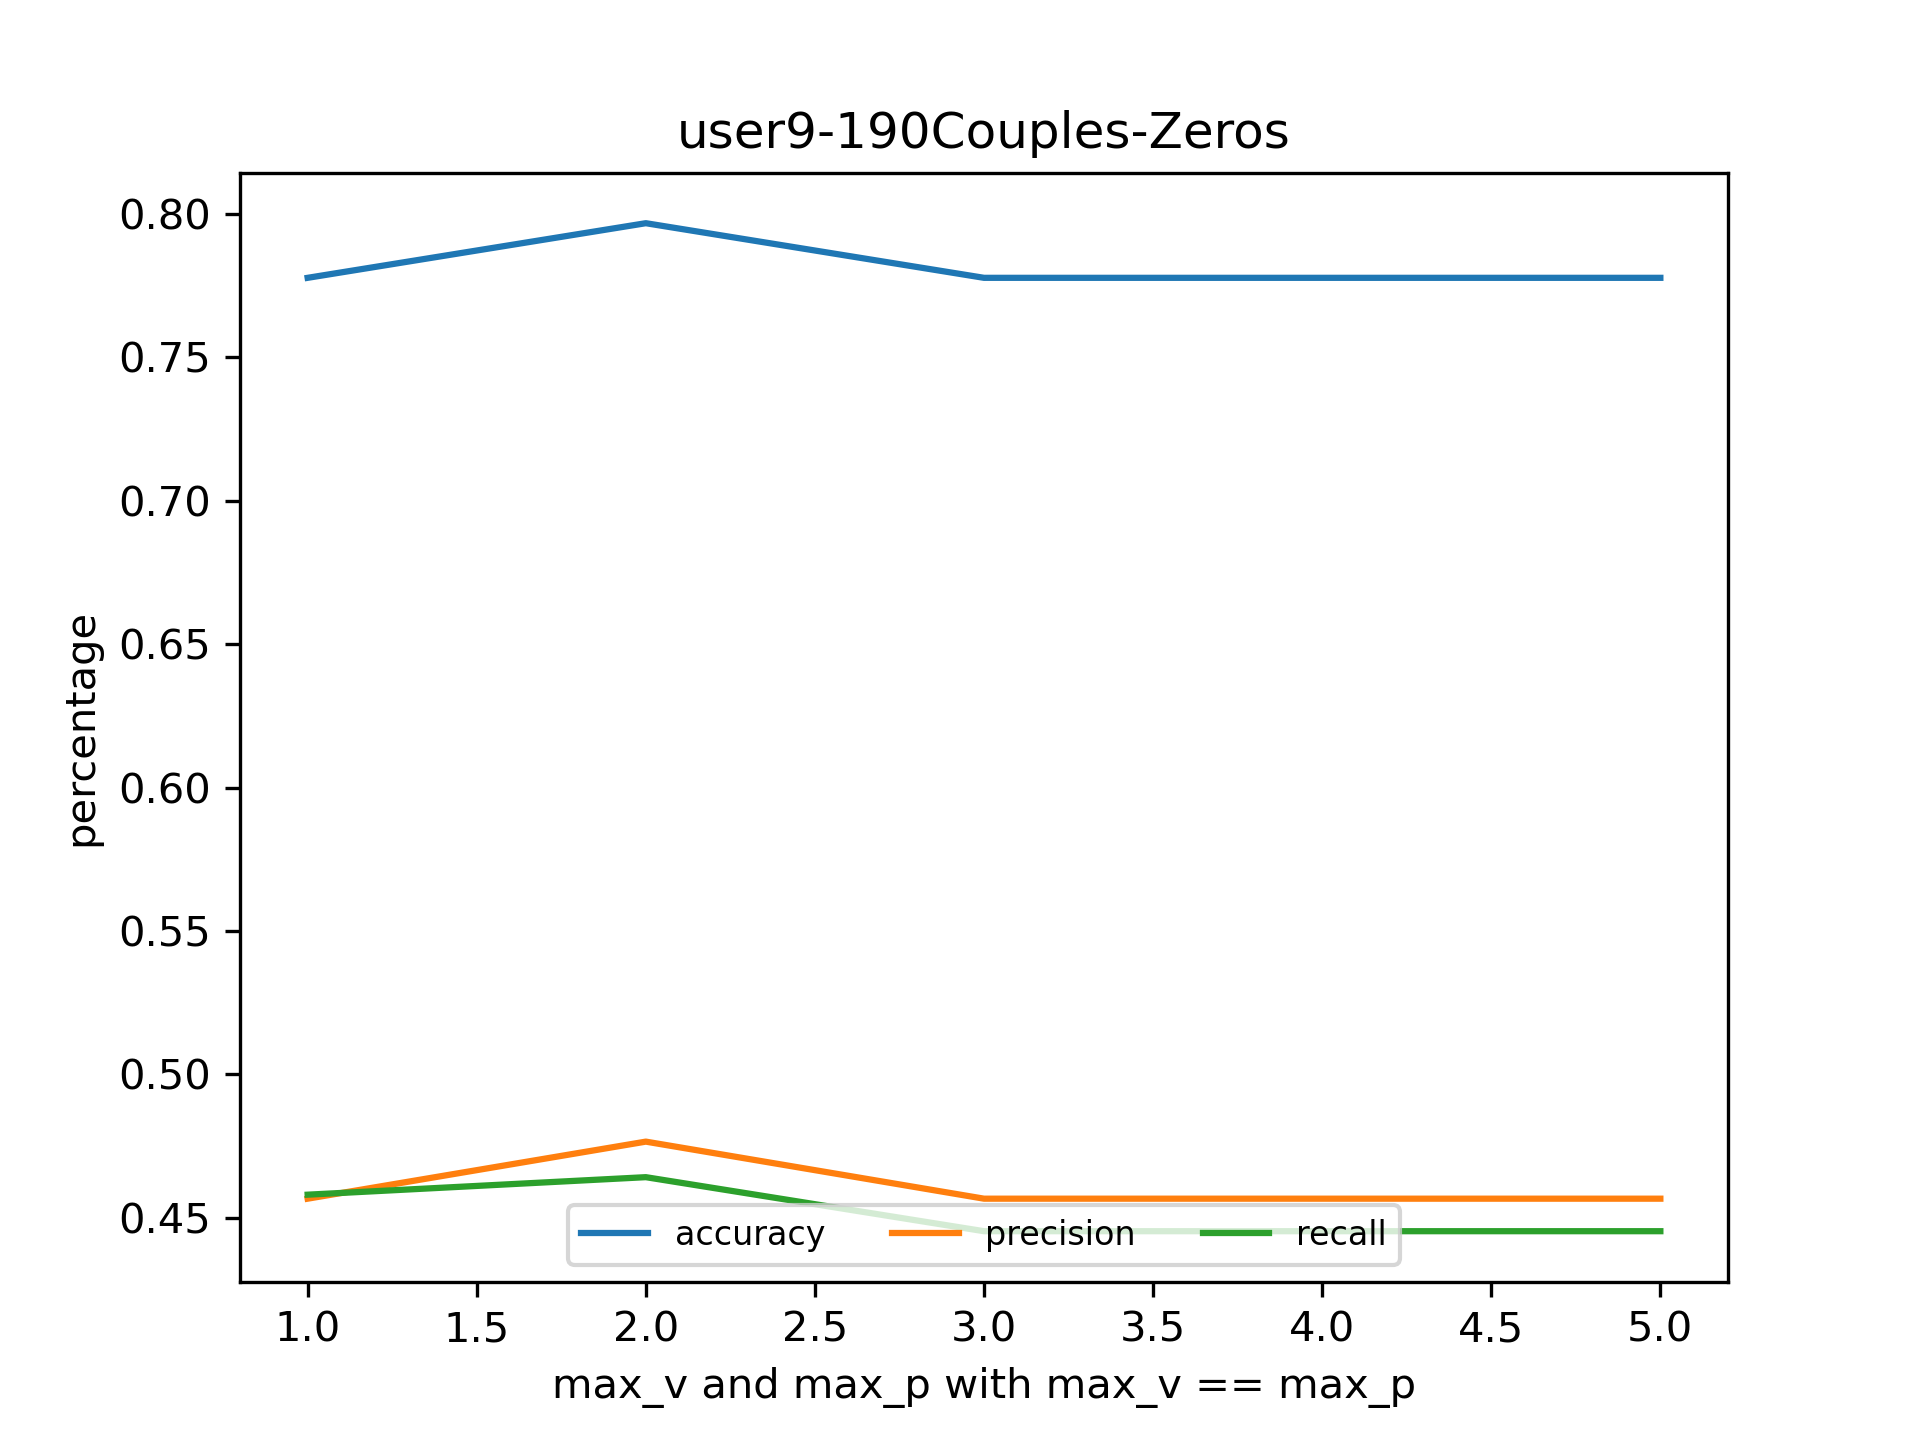 user9-190Couples-Zeros
percentage
0.80
0.75
0.70
0.65
0.60
0.55
0.50
0.45
accuracy precision recall
1.0 1.5 2.0 2.5 3.0 3.5 4.0 4.5 5.0
max_v and max_p with max_v == max_p